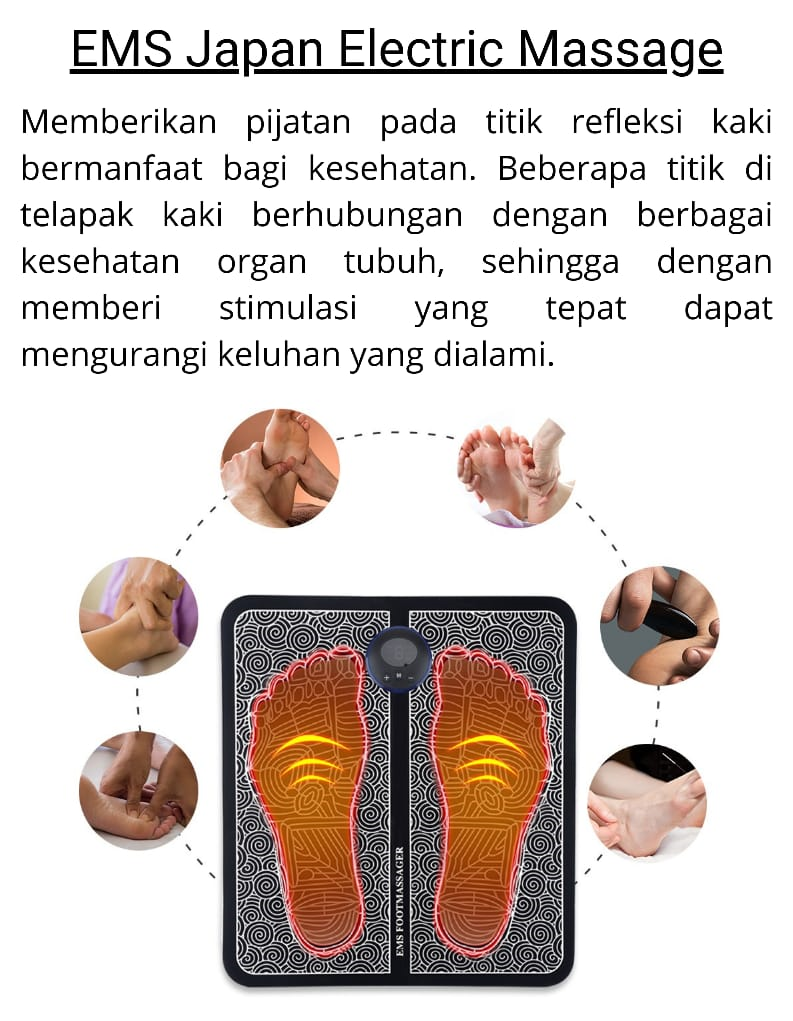 EMS Japan Electric Massage
Memberikan pijatan pada titik refleksi kaki
bermanfaat bagi kesehatan. Beberapa titik di
telapak kaki berhubungan dengan berbagai
kesehatan organ tubuh, sehingga dengan
memberi stimulasi yang tepat dapat
mengurangi keluhan yang dialami.
+ M −
EMS FOOTMASSAGER